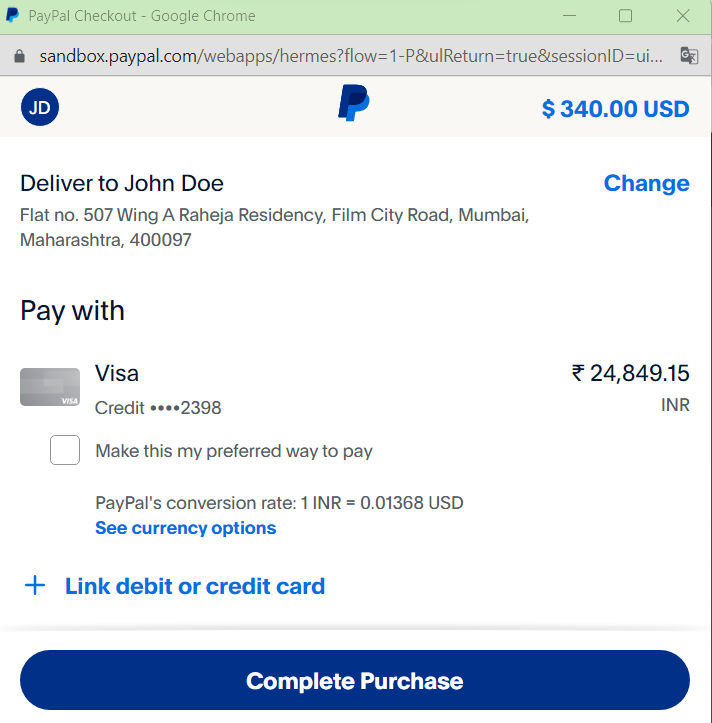 PayPal Checkout - Google Chrome
sandbox.paypal.com/webapps/hermes?flow=1-P&ulReturn=true&sessionID=ui...
JD
$ 340.00 USD
Deliver to John Doe
Change
Flat no. 507 Wing A Raheja Residency, Film City Road, Mumbai,
Maharashtra, 400097
Pay with
Visa
₹ 24,849.15
VISA
Credit ••••2398
INR
Make this my preferred way to pay
PayPal's conversion rate: 1 INR = 0.01368 USD
See currency options
+ Link debit or credit card
Complete Purchase